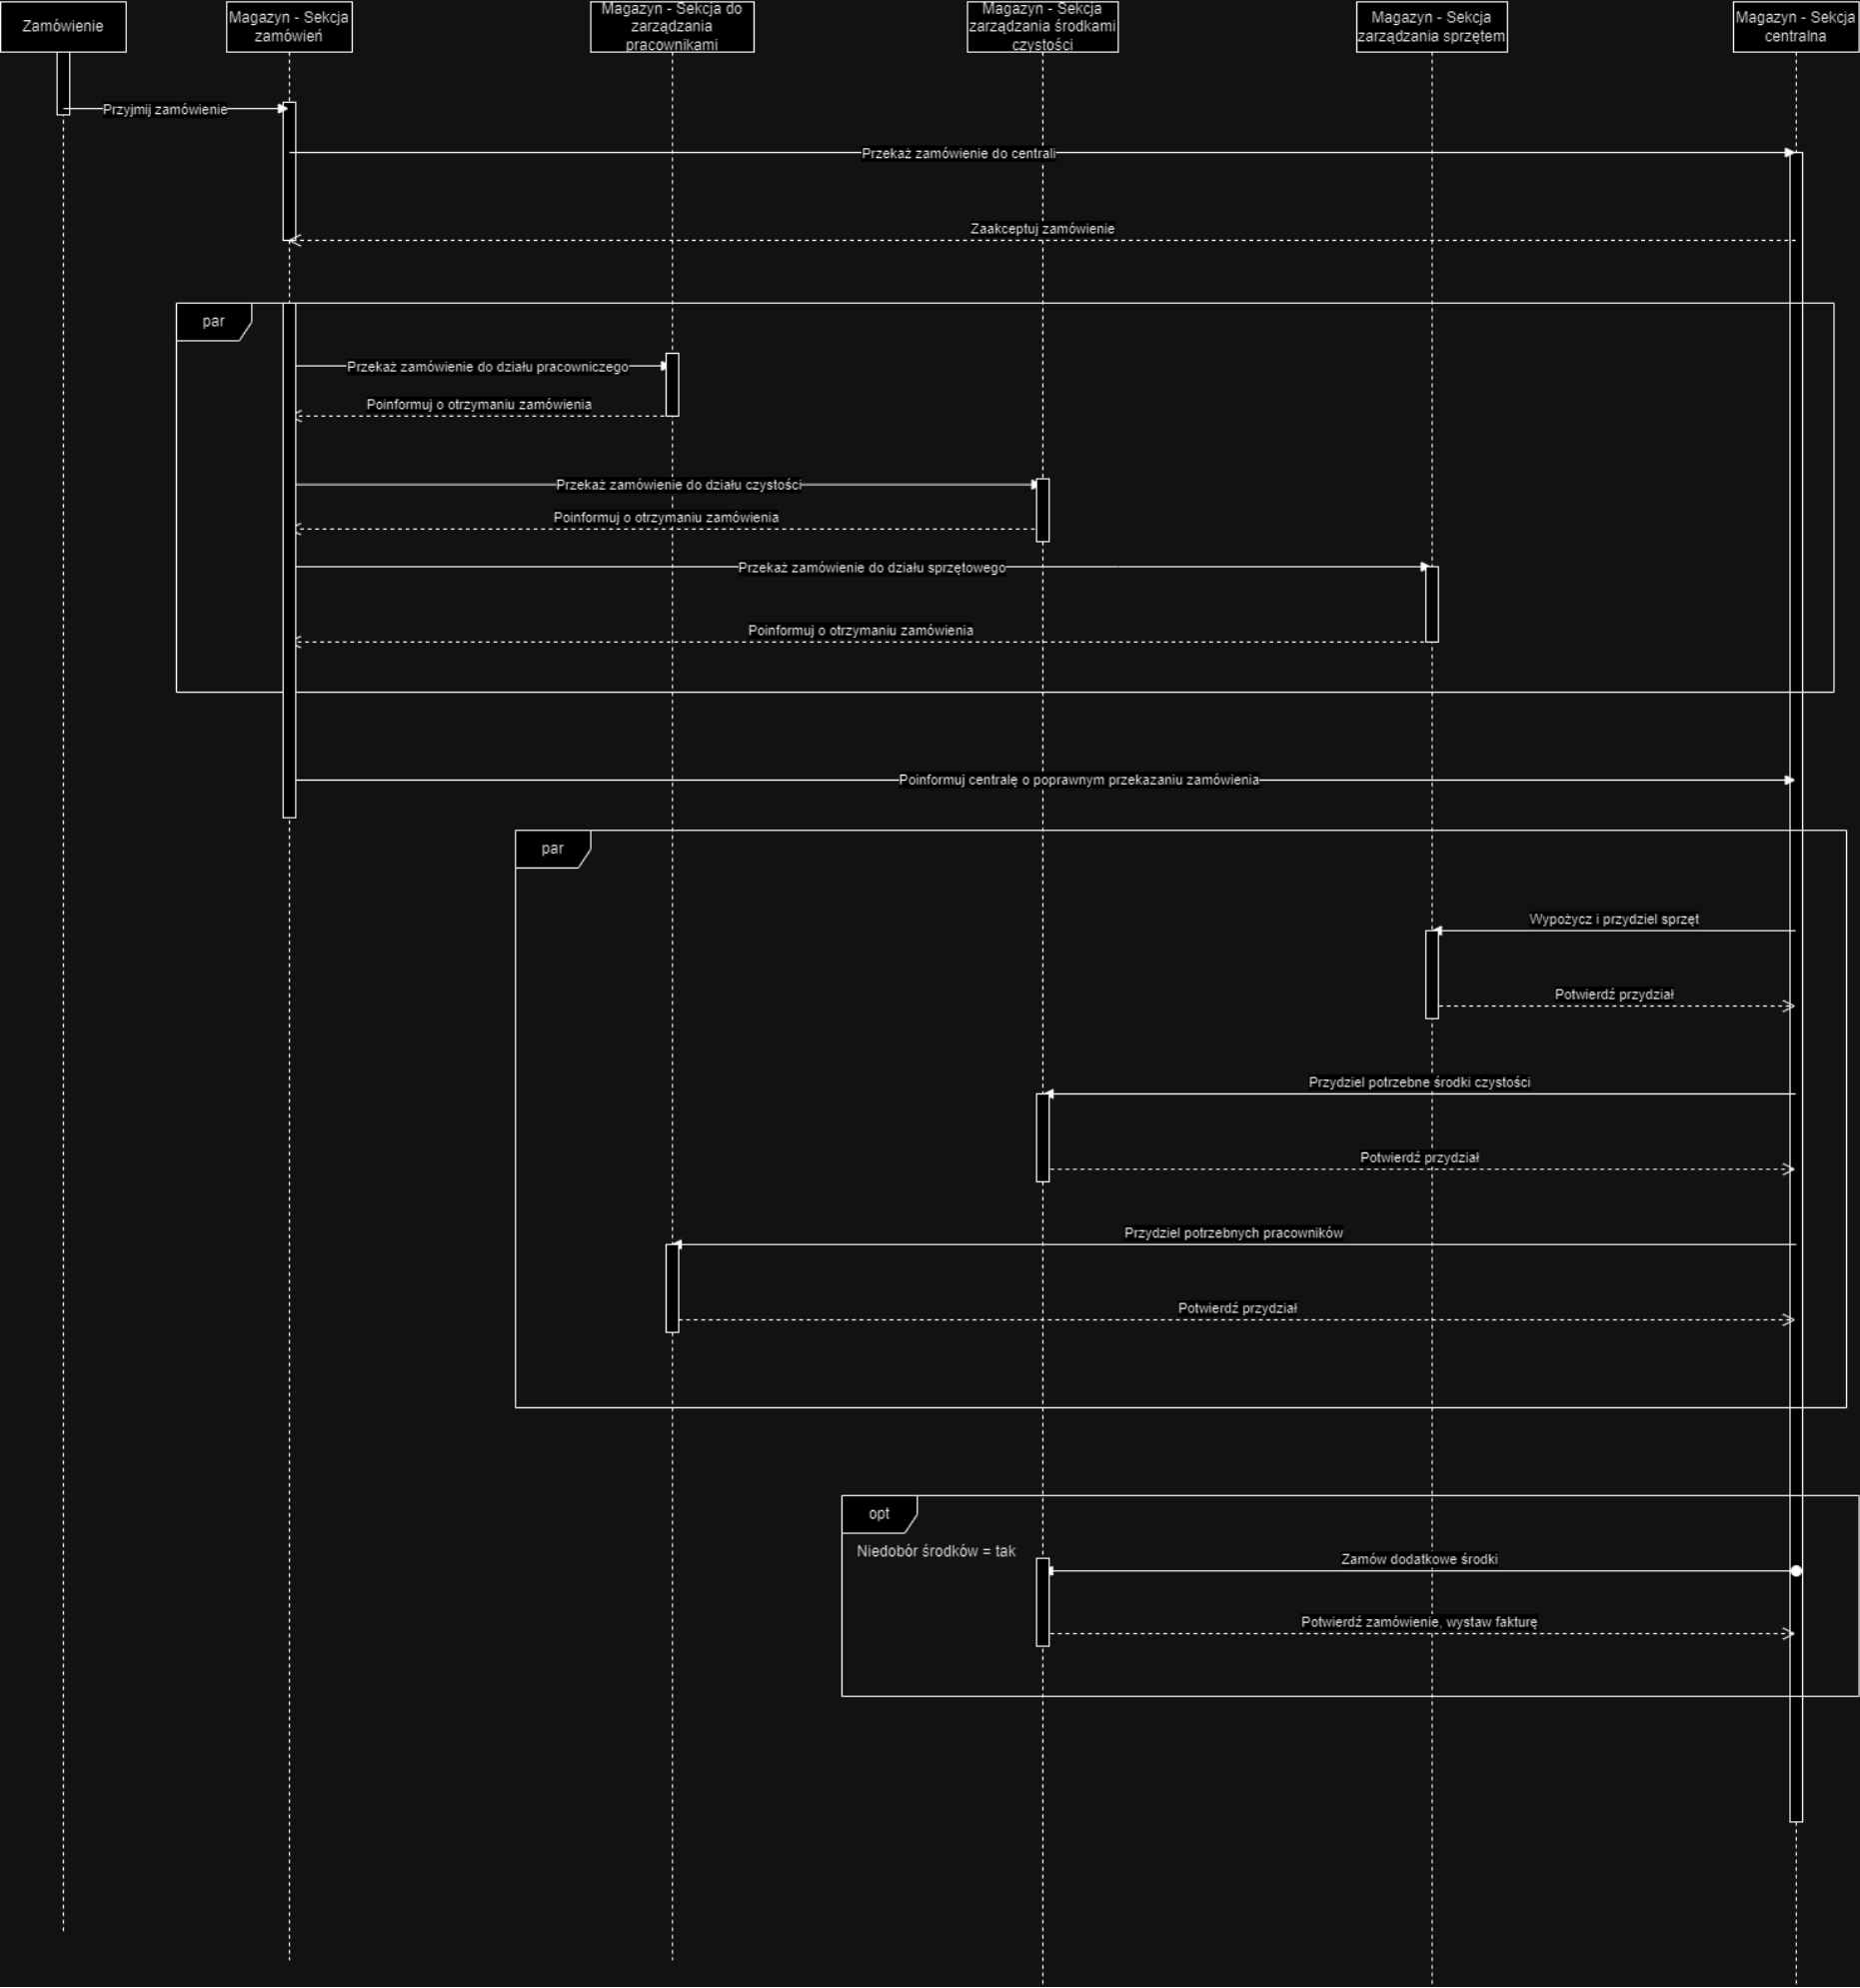 Zamówienie
Magazyn - Sekcja
zamówień
Magazyn - Sekcja do
zarządzania
pracownikami
Magazyn - Sekcja
zarządzania środkami
czystości
Magazyn - Sekcja
zarządzania sprzętem
Magazyn - Sekcja
centralna
Przyjmij zamówienie
Przekaż zamówienie do centrali
Zaakceptuj zamówienie
par
Przekaż zamówienie do działu pracowniczego
Poinformuj o otrzymaniu zamówienia
Przekaż zamówienie do działu czystości
Poinformuj o otrzymaniu zamówienia
Przekaż zamówienie do działu sprzętowego
Poinformuj o otrzymaniu zamówienia
Poinformuj centralę o poprawnym przekazaniu zamówienia
par
Wypożycz i przydziel sprzęt
Potwierdź przydział
Przydziel potrzebne środki czystości
Potwierdź przydział
Przydziel potrzebnych pracowników
Potwierdź przydział
opt
Niedobór środków = tak
Zamów dodatkowe środki
Potwierdź zamówienie, wystaw fakturę